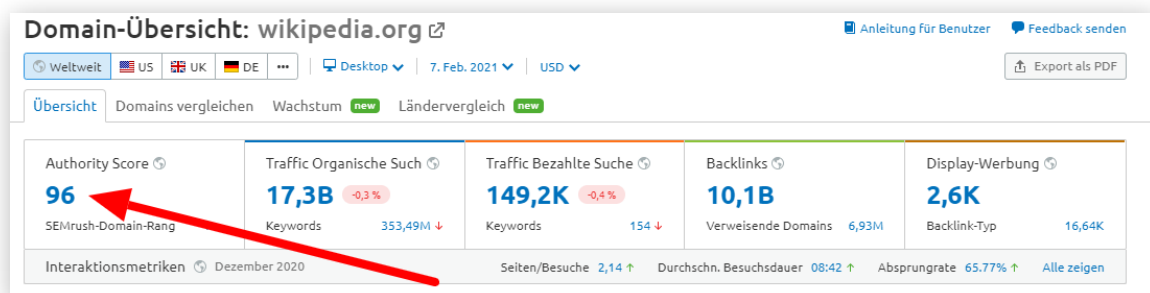 Domain-Übersicht: wikipedia.org
Anleitung für Benutzer
Feedback senden
Weltweit US UK DE ••• Desktop 7. Feb. 2021 USD
Export als PDF
Übersicht Domains vergleichen Wachstum new Ländervergleich new
Authority Score
96
SEMrush-Domain-Rang
Traffic Organische Such
17,3B -0,3 %
Keywords 353,49M ↓
Traffic Bezahlte Suche
149,2K -0,4 %
Keywords 154 ↓
Backlinks
10,1B
Verweisende Domains 6,93M
Display-Werbung
2,6K
Backlink-Typ 16,64K
Interaktionsmetriken Dezember 2020 Seiten/Besuche 2,14 ↑ Durchschn. Besuchsdauer 08:42 ↑ Absprungrate 65.77% ↑ Alle zeigen